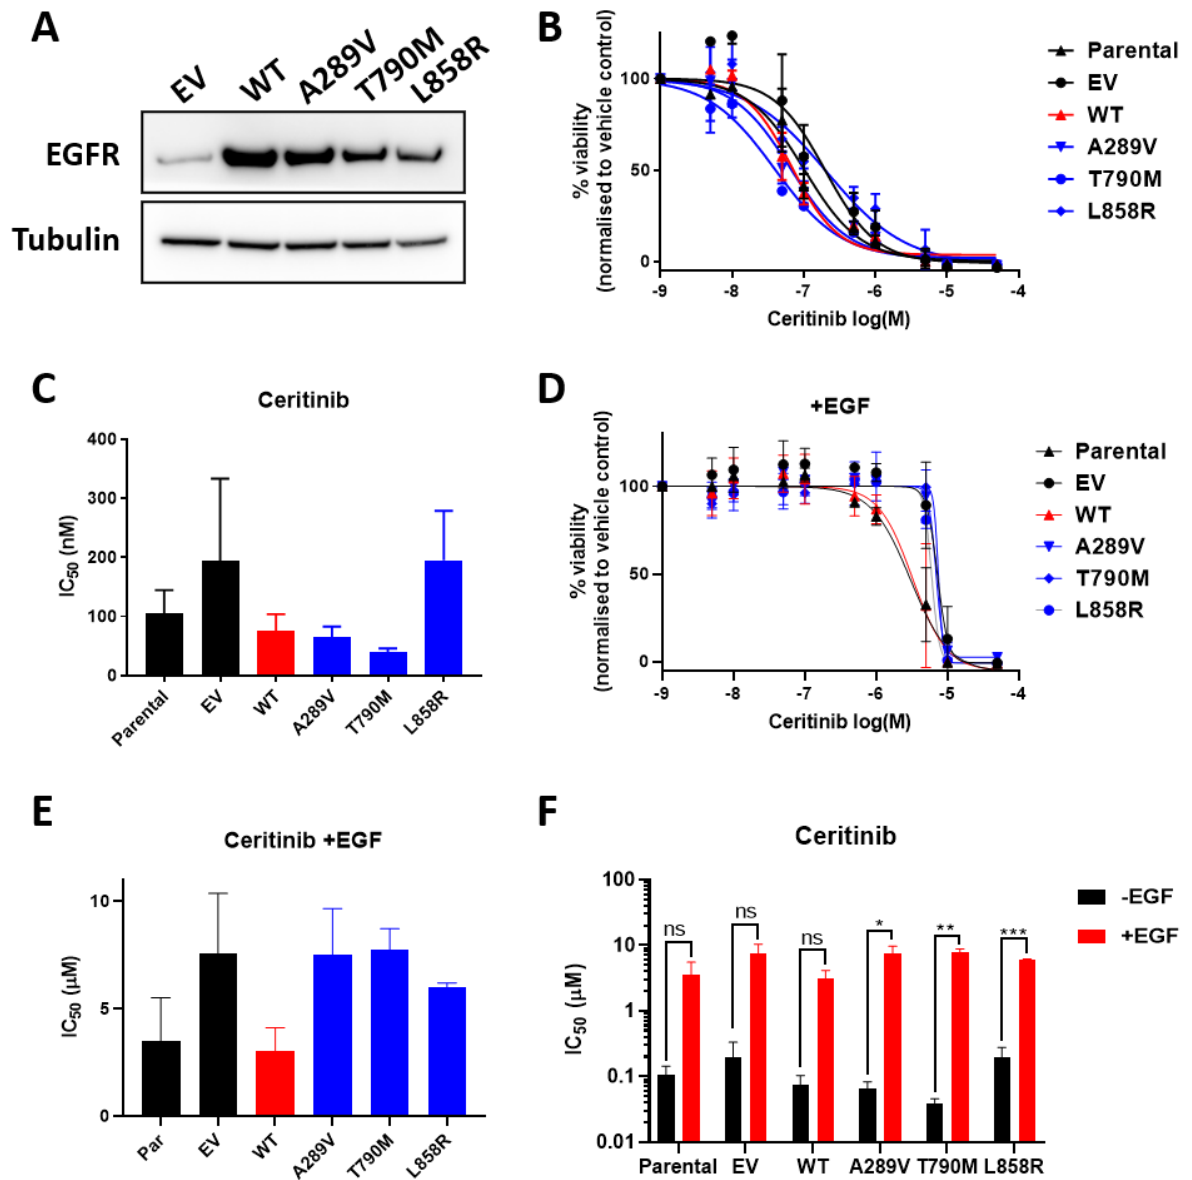 A
EV
WT
A289V
T790M
L858R
EGFR
Tubulin
B
% viability
(normalised to vehicle control)
100
50
0
-9
-8
-7
-6
-5
-4
Ceritinib log(M)
Parental
EV
WT
A289V
T790M
L858R
C
Ceritinib
IC50 (nM)
400
300
200
100
0
Parental
EV
WT
A289V
T790M
L858R
D
+EGF
% viability
(normalised to vehicle control)
100
50
0
-9
-8
-7
-6
-5
-4
Ceritinib log(M)
Parental
EV
WT
A289V
T790M
L858R
E
Ceritinib +EGF
IC50 (µM)
10
5
0
Par
EV
WT
A289V
T790M
L858R
F
Ceritinib
IC50 (µM)
100
10
1
0.1
0.01
ns
ns
ns
*
**
***
Parental
EV
WT
A289V
T790M
L858R
-EGF
+EGF